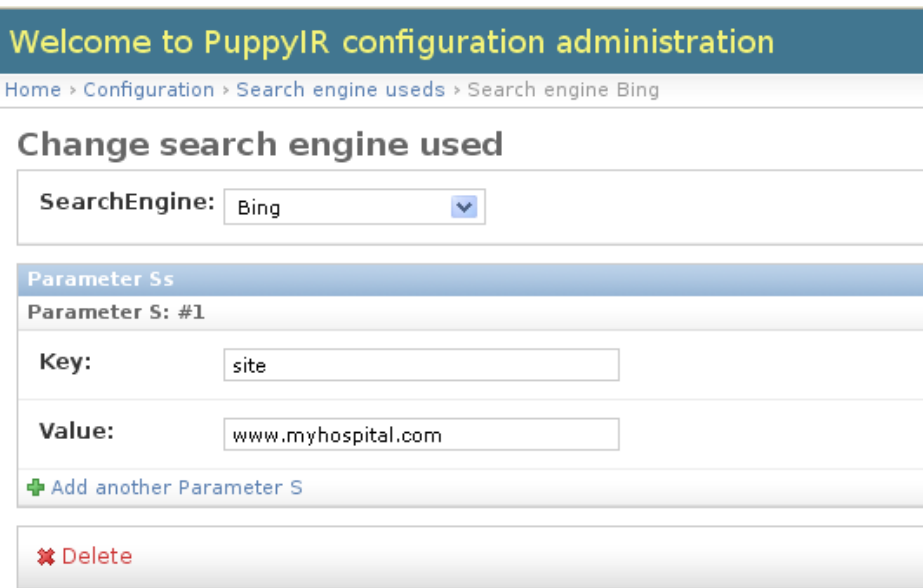 Welcome to PuppyIR configuration administration
Home › Configuration › Search engine useds › Search engine Bing
Change search engine used
SearchEngine: Bing
Parameter Ss
Parameter S: #1
Key: site
Value: www.myhospital.com
Add another Parameter S
Delete